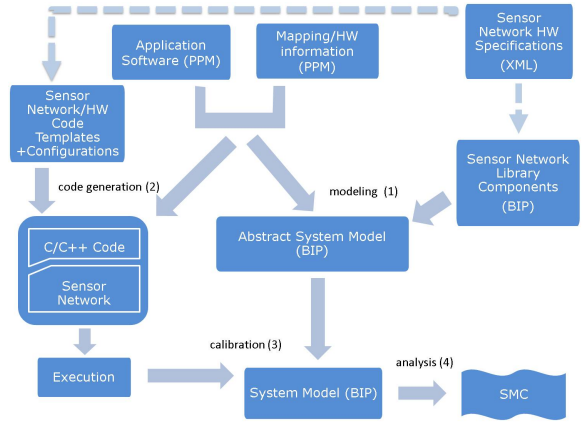 Application
Software (PPM)
Mapping/HW
information
(PPM)
Sensor
Network HW
Specifications
(XML)
Sensor
Network/HW
Code
Templates
+Configurations
Sensor Network
Library
Components
(BIP)
code generation (2)
modeling (1)
C/C++ Code
Sensor
Network
Abstract System Model
(BIP)
calibration (3)
analysis (4)
Execution
System Model (BIP)
SMC